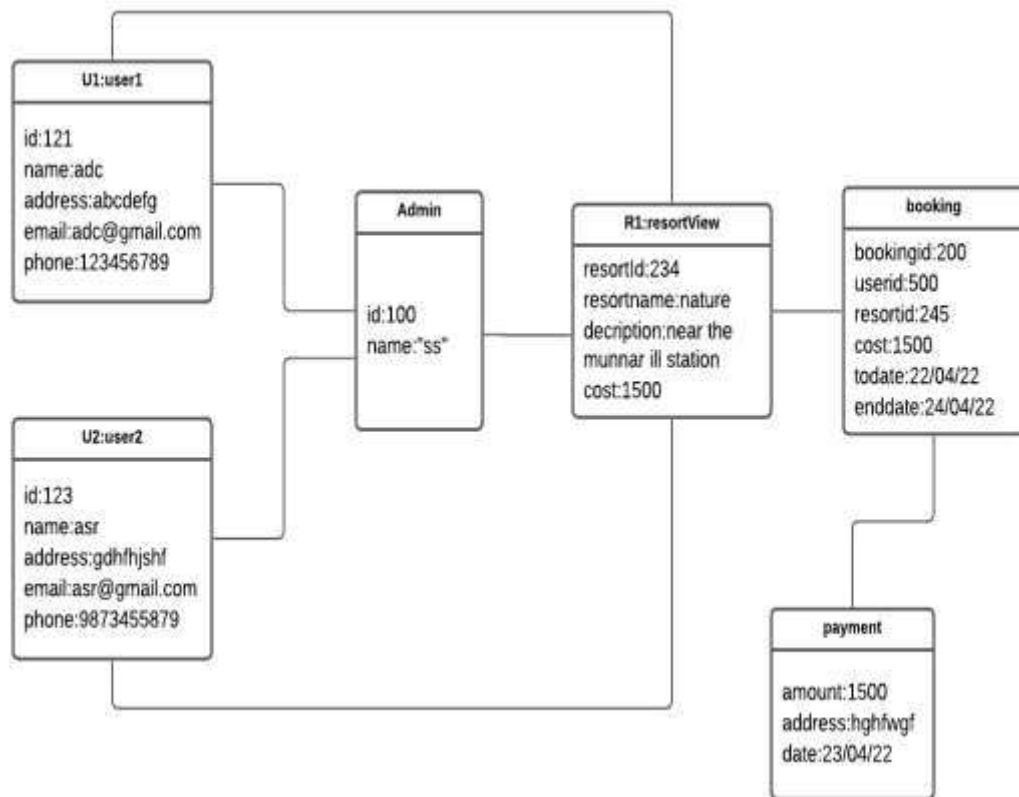 U1:user1
id:121
name:adc
address:abcdefg
email:adc@gmail.com
phone:123456789
U2:user2
id:123
name:asr
address:gdhfhjshf
email:asr@gmail.com
phone:9873455879
Admin
id:100
name:"ss"
R1:resortView
resortId:234
resortname:nature
decription:near the
munnar ill station
cost:1500
booking
bookingid:200
userid:500
resortid:245
cost:1500
todate:22/04/22
enddate:24/04/22
payment
amount:1500
address:hghfwgf
date:23/04/22